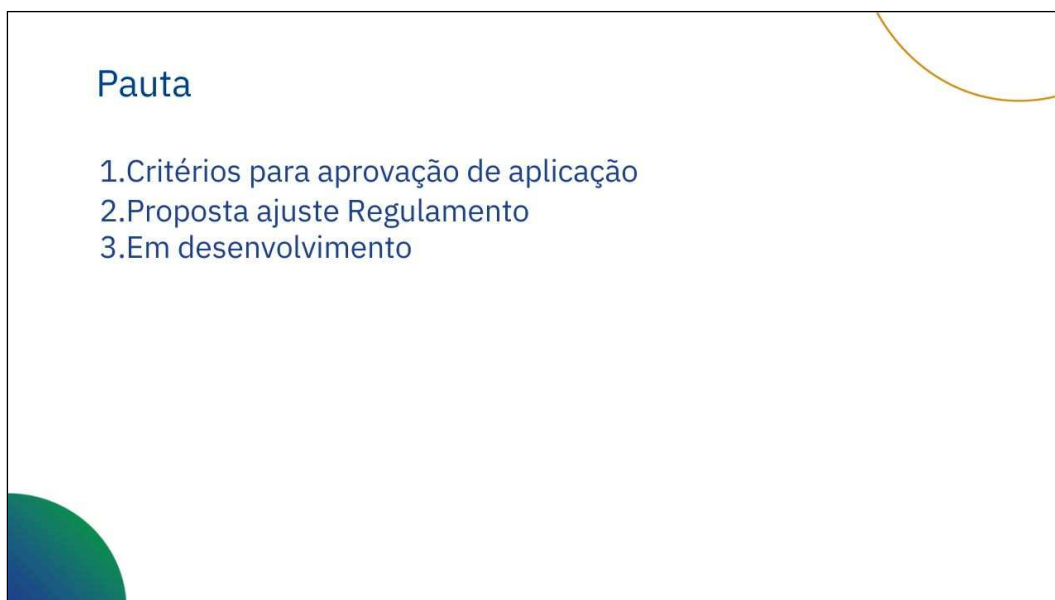 Pauta
1.Critérios para aprovação de aplicação
2.Proposta ajuste Regulamento
3.Em desenvolvimento